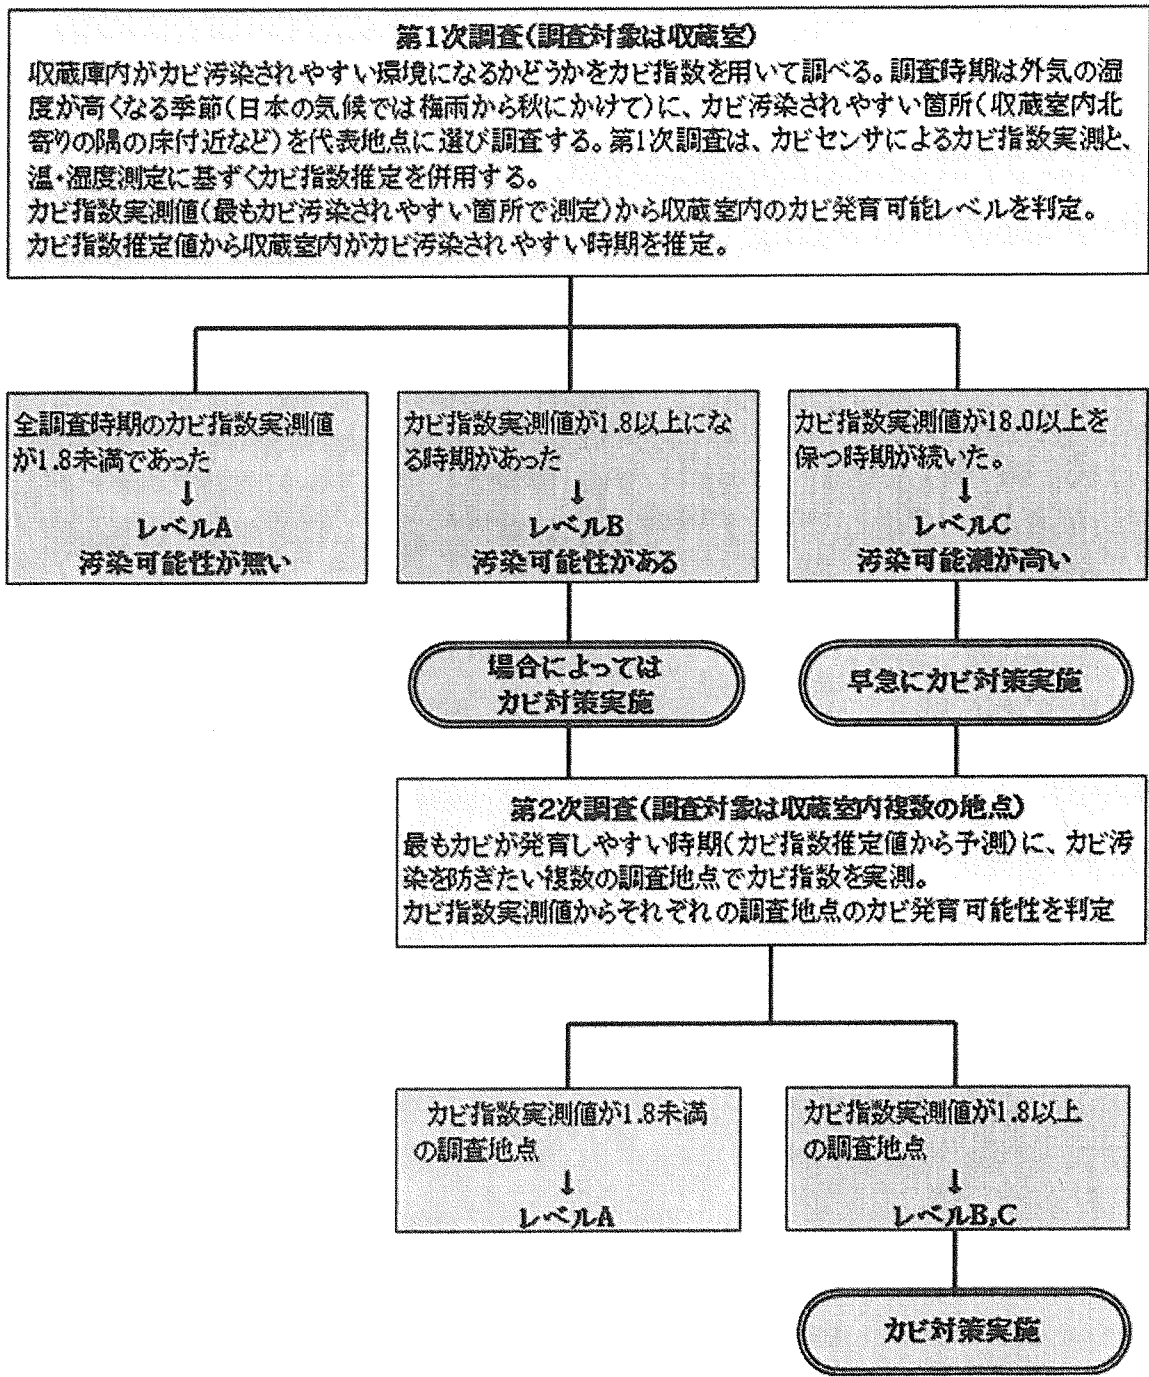 第1次調査(調査対象は収蔵室)
収蔵庫内がカビ汚染されやすい環境になるかどうかをカビ指数を用いて調べる。調査時期は外気の湿
度が高くなる季節(日本の気候では梅雨から秋にかけて)に、カビ汚染されやすい箇所(収蔵室内北
寄りの隅の床付近など)を代表地点に選び調査する。第1次調査は、カビセンサによるカビ指数実測と、
温・湿度測定に基ずくカビ指数推定を併用する。
カビ指数実測値(最もカビ汚染されやすい箇所で測定)から収蔵室内のカビ発育可能レベルを判定。
カビ指数推定値から収蔵室内がカビ汚染されやすい時期を推定。
全調査時期のカビ指数実測値
が1.8未満であった
↓
レベルA
汚染可能性が無い
カビ指数実測値が1.8以上にな
る時期があった
↓
レベルB
汚染可能性がある
カビ指数実測値が18.0以上を
保つ時期が続いた。
↓
レベルC
汚染可能瀬が高い
場合によっては
カビ対策実施
早急にカビ対策実施
第2次調査(調査対象は収蔵室内複数の地点)
最もカビが発育しやすい時期(カビ指数推定値から予測)に、カビ汚
染を防ぎたい複数の調査地点でカビ指数を実測。
カビ指数実測値からそれぞれの調査地点のカビ発育可能性を判定
カビ指数実測値が1.8未満
の調査地点
↓
レベルA
カビ指数実測値が1.8以上
の調査地点
↓
レベルB,C
カビ対策実施